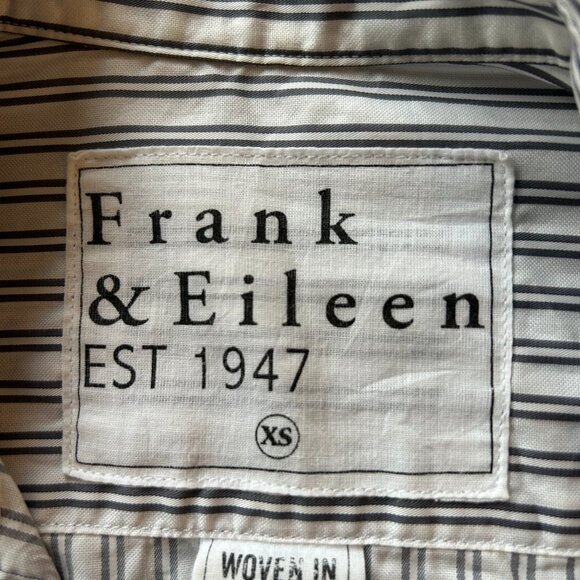 Frank
& Eileen
EST 1947
XS
WOVEN IN